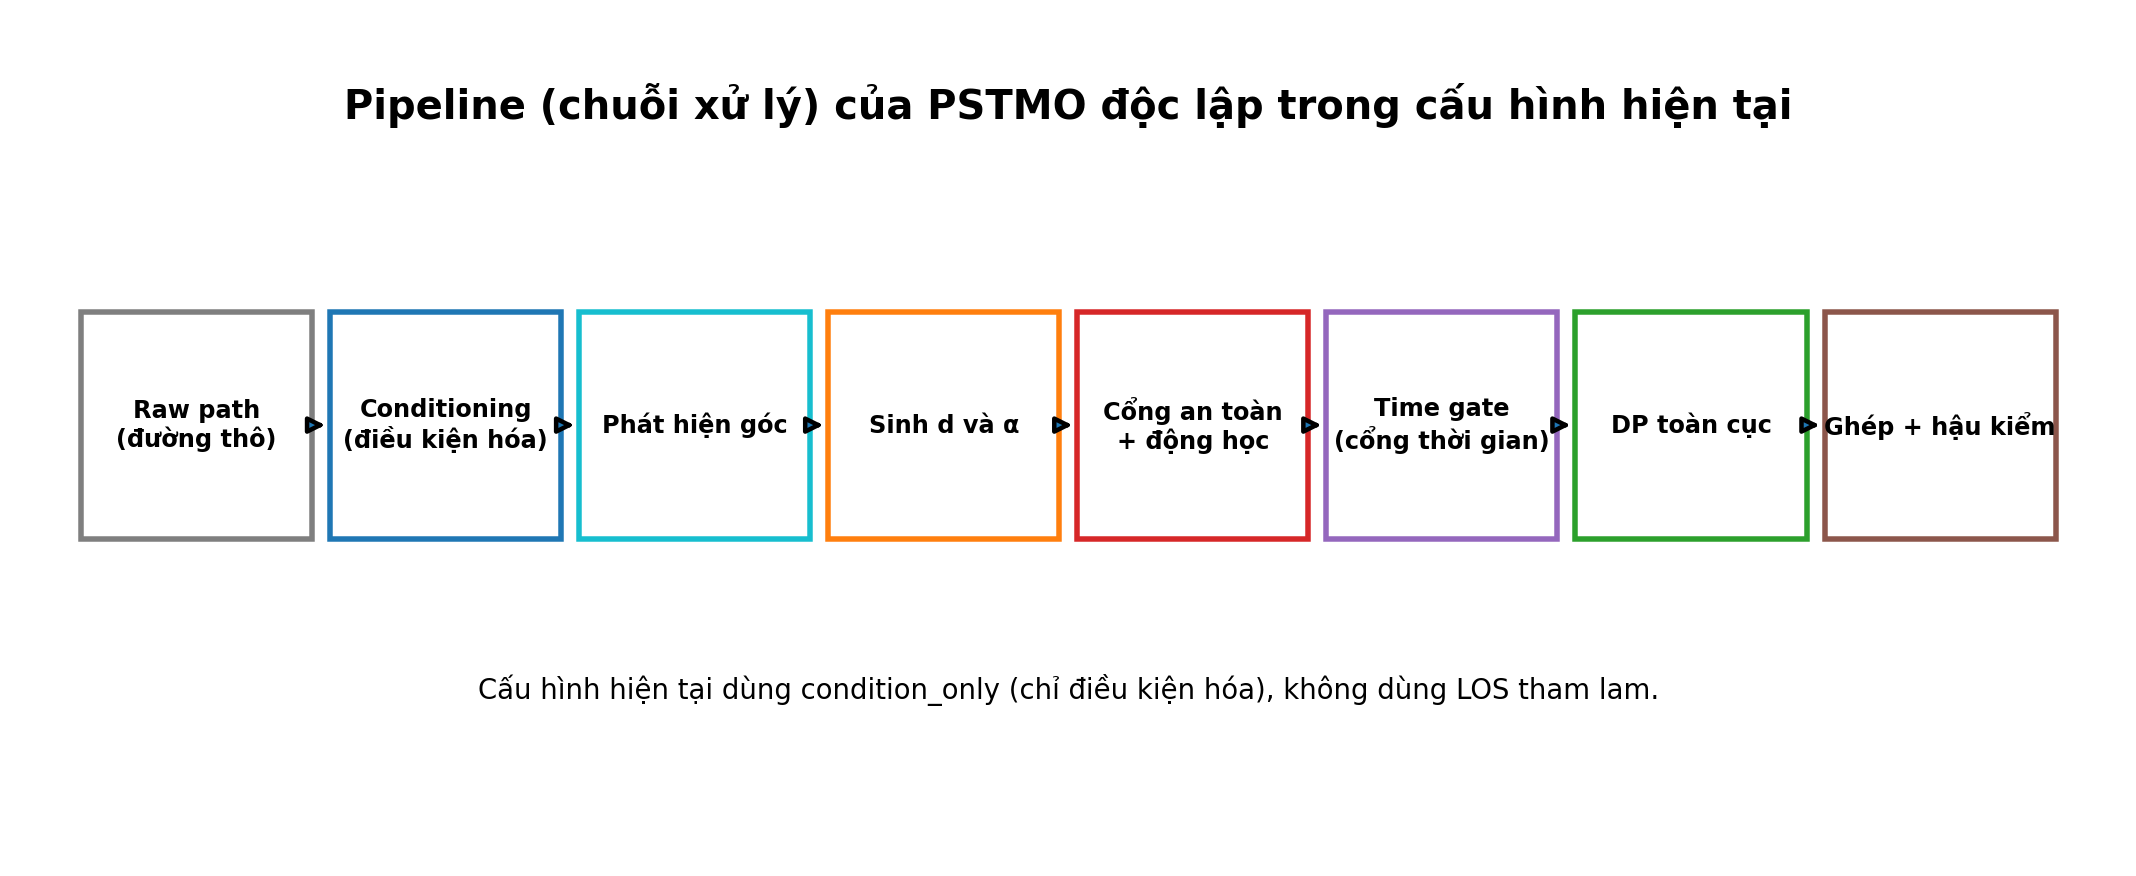 Pipeline (chuỗi xử lý) của PSTMO độc lập trong cấu hình hiện tại
Raw path
(đường thô)
Conditioning
(điều kiện hóa)
Phát hiện góc
Sinh d và α
Cổng an toàn
+ động học
Time gate
(cổng thời gian)
DP toàn cục
Ghép + hậu kiểm
Cấu hình hiện tại dùng condition_only (chỉ điều kiện hóa), không dùng LOS tham lam.